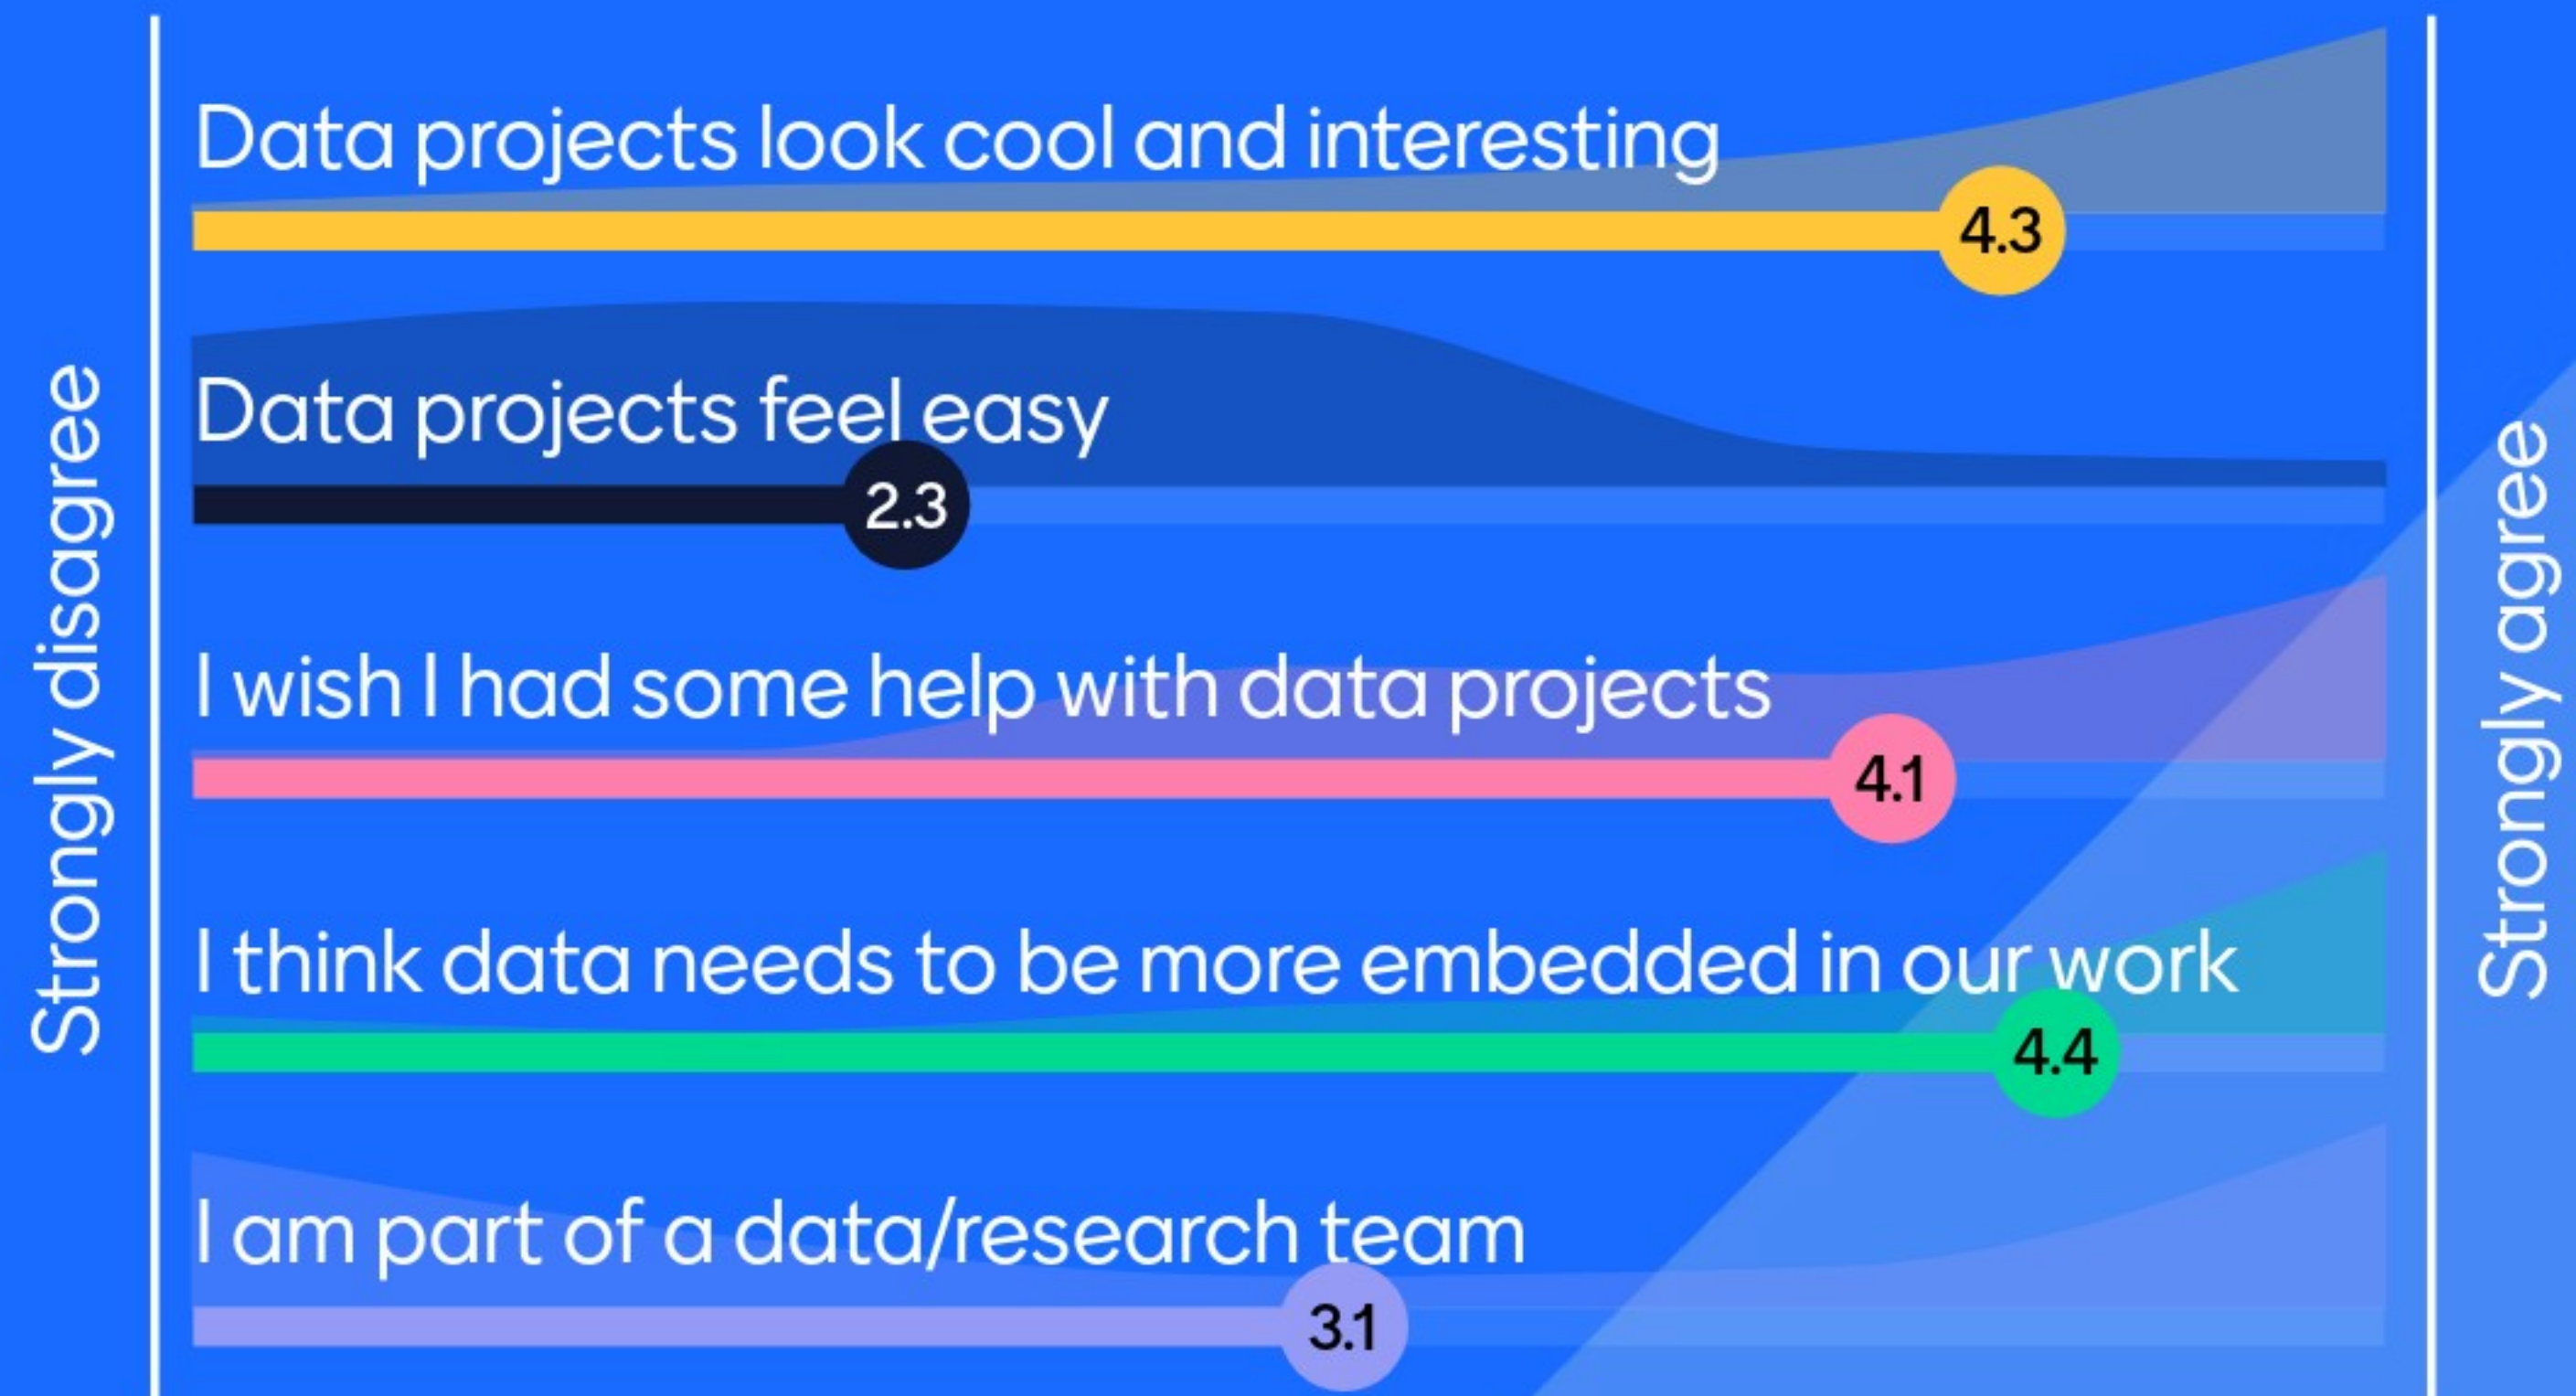 Strongly disagree
Data projects look cool and interesting
4.3
Data projects feel easy
2.3
I wish I had some help with data projects
4.1
I think data needs to be more embedded in our work
4.4
I am part of a data/research team
3.1
Strongly agree